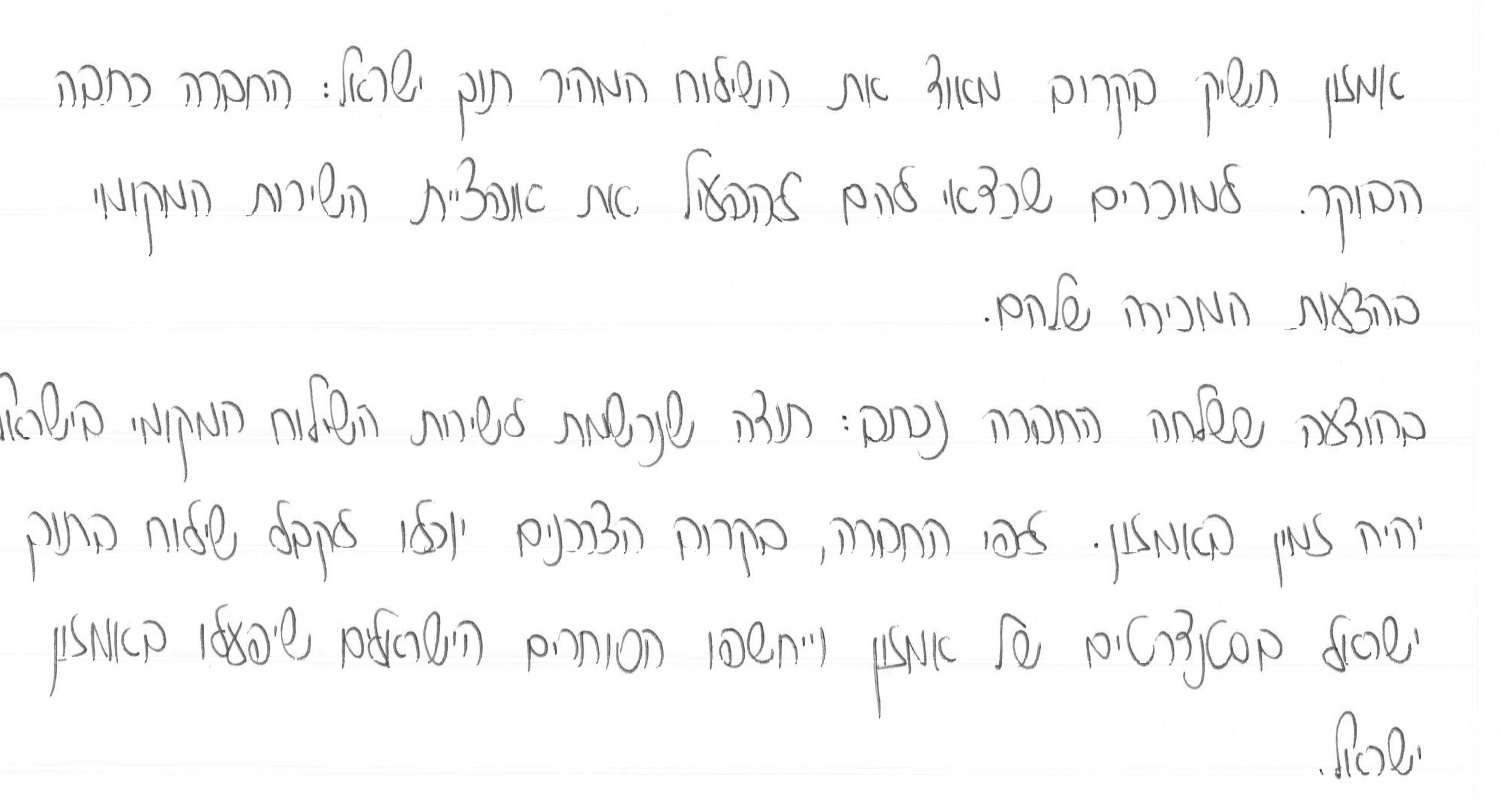 אמזון תשיק בקרוב מאוד את השילוח המהיר תוך ישראל: החברה כתבה
הבוקר. למוכרים שכדאי להם להפעיל את אופציית השירות המקומי
בהצעות המכירה שלהם.
בהודעה ששלחה החברה נכתב: תודה שנרשמת לשירות השילוח המקומי בישראל
יהיה זמין באמזון. לפי החברה, בקרוב הצרכנים יוכלו לקבל שילוח בתוך
ישראל בסטנדרטים של אמזון וייחשפו הסוחרים הישראלים שיפעלו באמזון
ישראל.